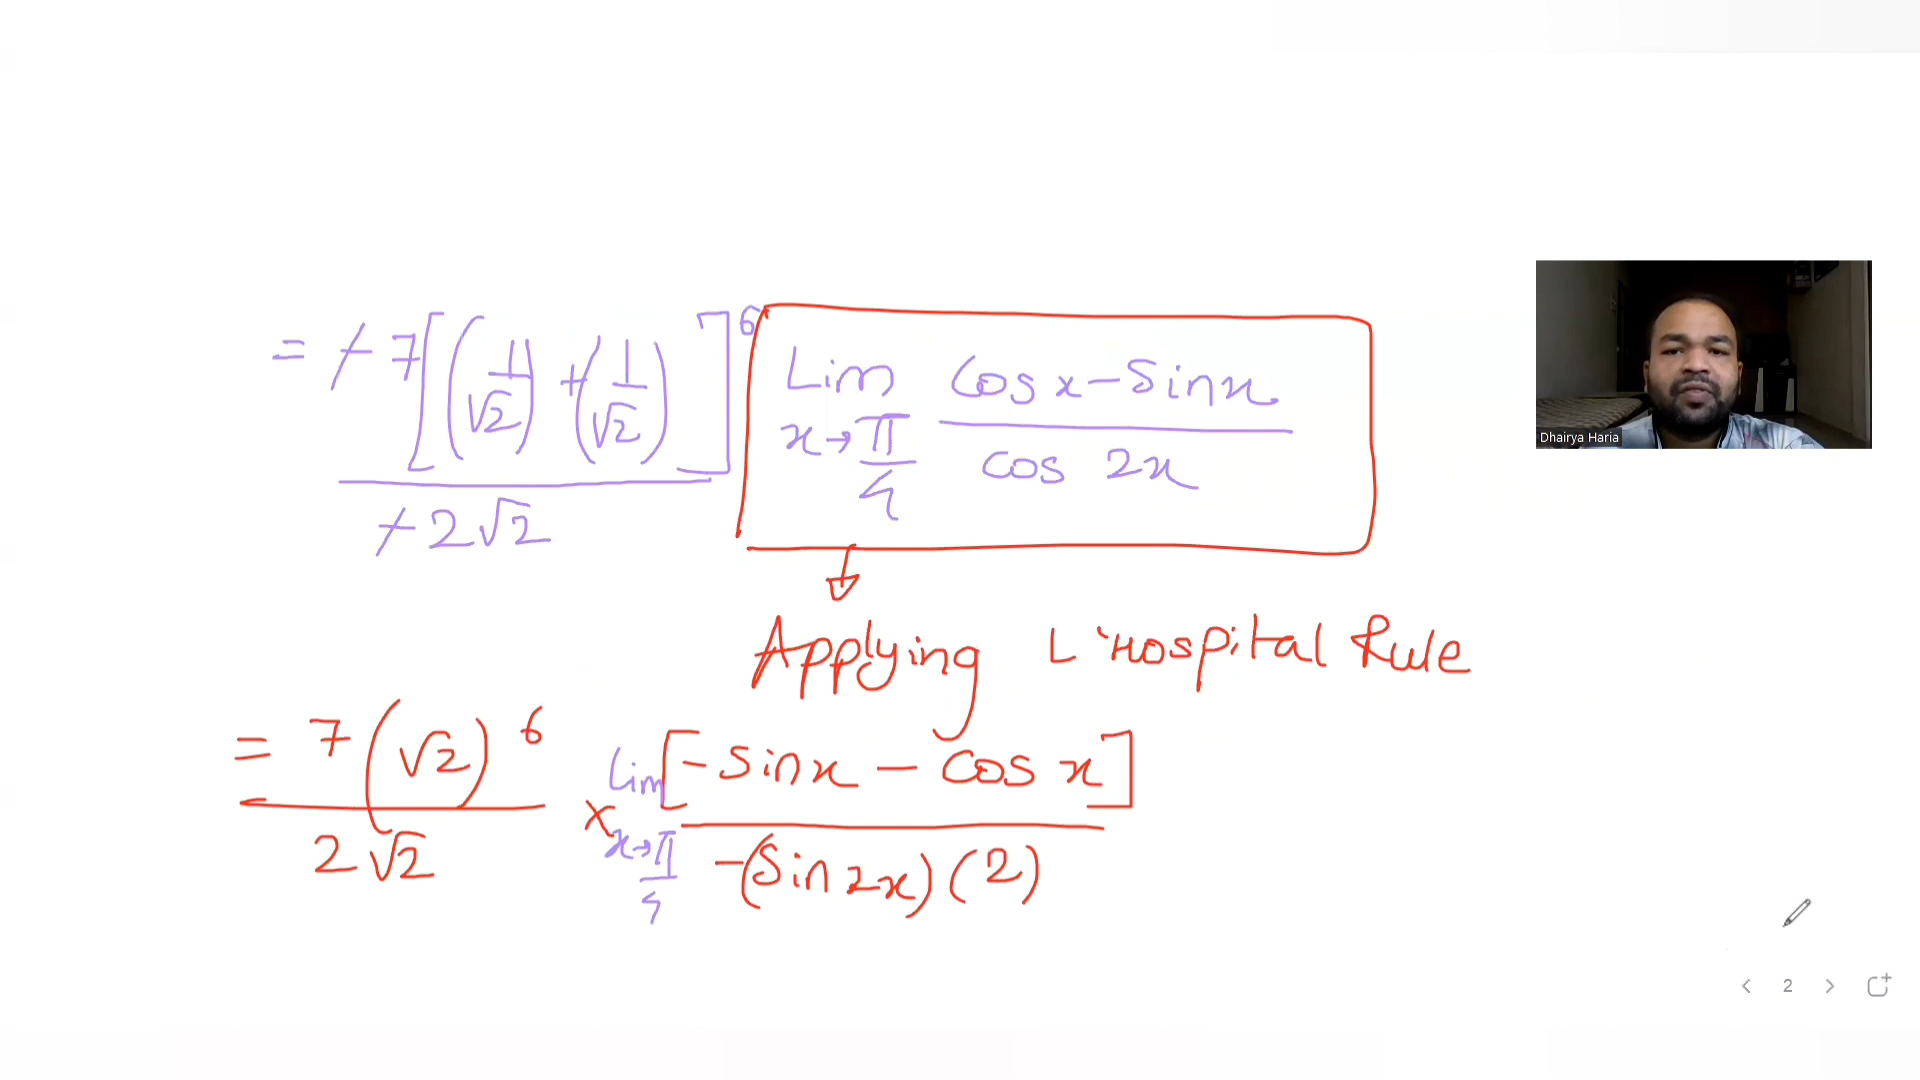 = -7[(1/√2) + (1/√2)]^6 / -2√2 Lim x→π/4 Cos x - Sin x / cos 2x
Dhairya Haria
Applying L'Hospital Rule
= 7(√2)^6 / 2√2 × lim x→π/4 [-Sin x - Cos x] / -(Sin 2x)(2)
2